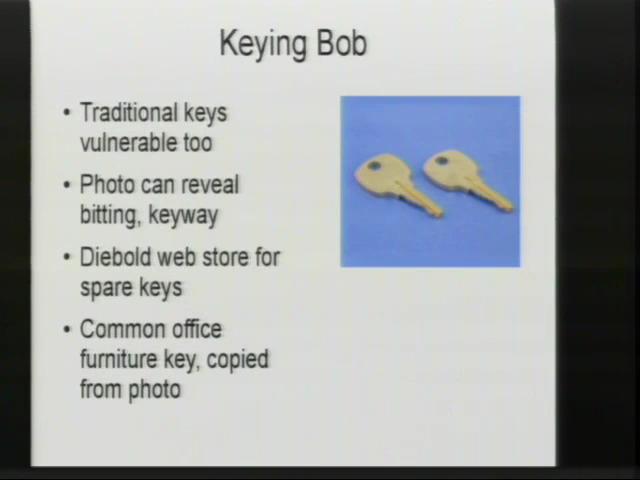 Keying Bob
• Traditional keys
vulnerable too
• Photo can reveal
bitting, keyway
• Diebold web store for
spare keys
• Common office
furniture key, copied
from photo